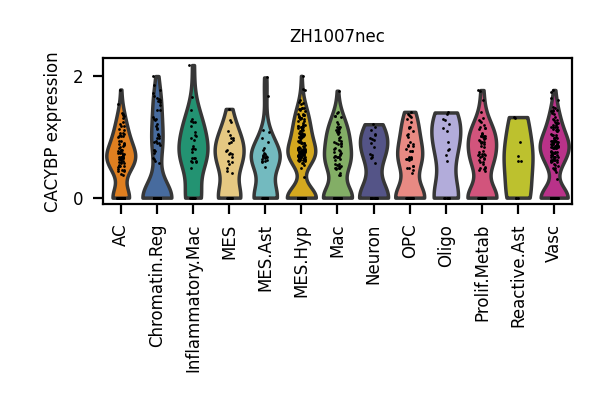 ZH1007nec
CACYBP expression
2
0
AC
Chromatin.Reg
Inflammatory.Mac
MES
MES.Ast
MES.Hyp
Mac
Neuron
OPC
Oligo
Prolif.Metab
Reactive.Ast
Vasc